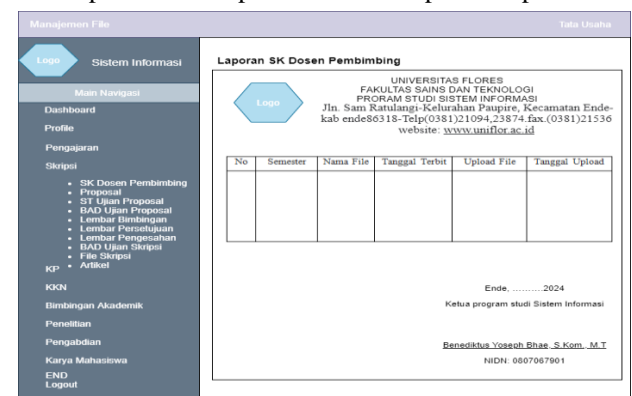 Manajemen File
Tata Usaha
Logo
Sistem Informasi
Main Navigasi
Dashboard
Profile
Pengajaran
Skripsi
• SK Dosen Pembimbing
• Proposal
• ST Ujian Proposal
• BAD Ujian Proposal
• Lembar Bimbingan
• Lembar Persetujuan
• Lembar Pengesahan
• BAD Ujian Skripsi
• File Skripsi
• Artikel
KP
KKN
Bimbingan Akademik
Penelitian
Pengabdian
Karya Mahasiswa
END
Logout
Laporan SK Dosen Pembimbing
Logo
UNIVERSITAS FLORES
FAKULTAS SAINS DAN TEKNOLOGI
PRORAM STUDI SISTEM INFORMASI
Jln. Sam Ratulangi-Kelurahan Paupire, Kecamatan Ende-
kab ende86318-Telp(0381)21094,23874.fax.(0381)21536
website: www.uniflor.ac.id
No Semester Nama File Tanggal Terbit Upload File Tanggal Upload
Ende, ..........2024
Ketua program studi Sistem Informasi
Benediktus Yoseph Bhae, S.Kom., M.T
NIDN: 0807067901